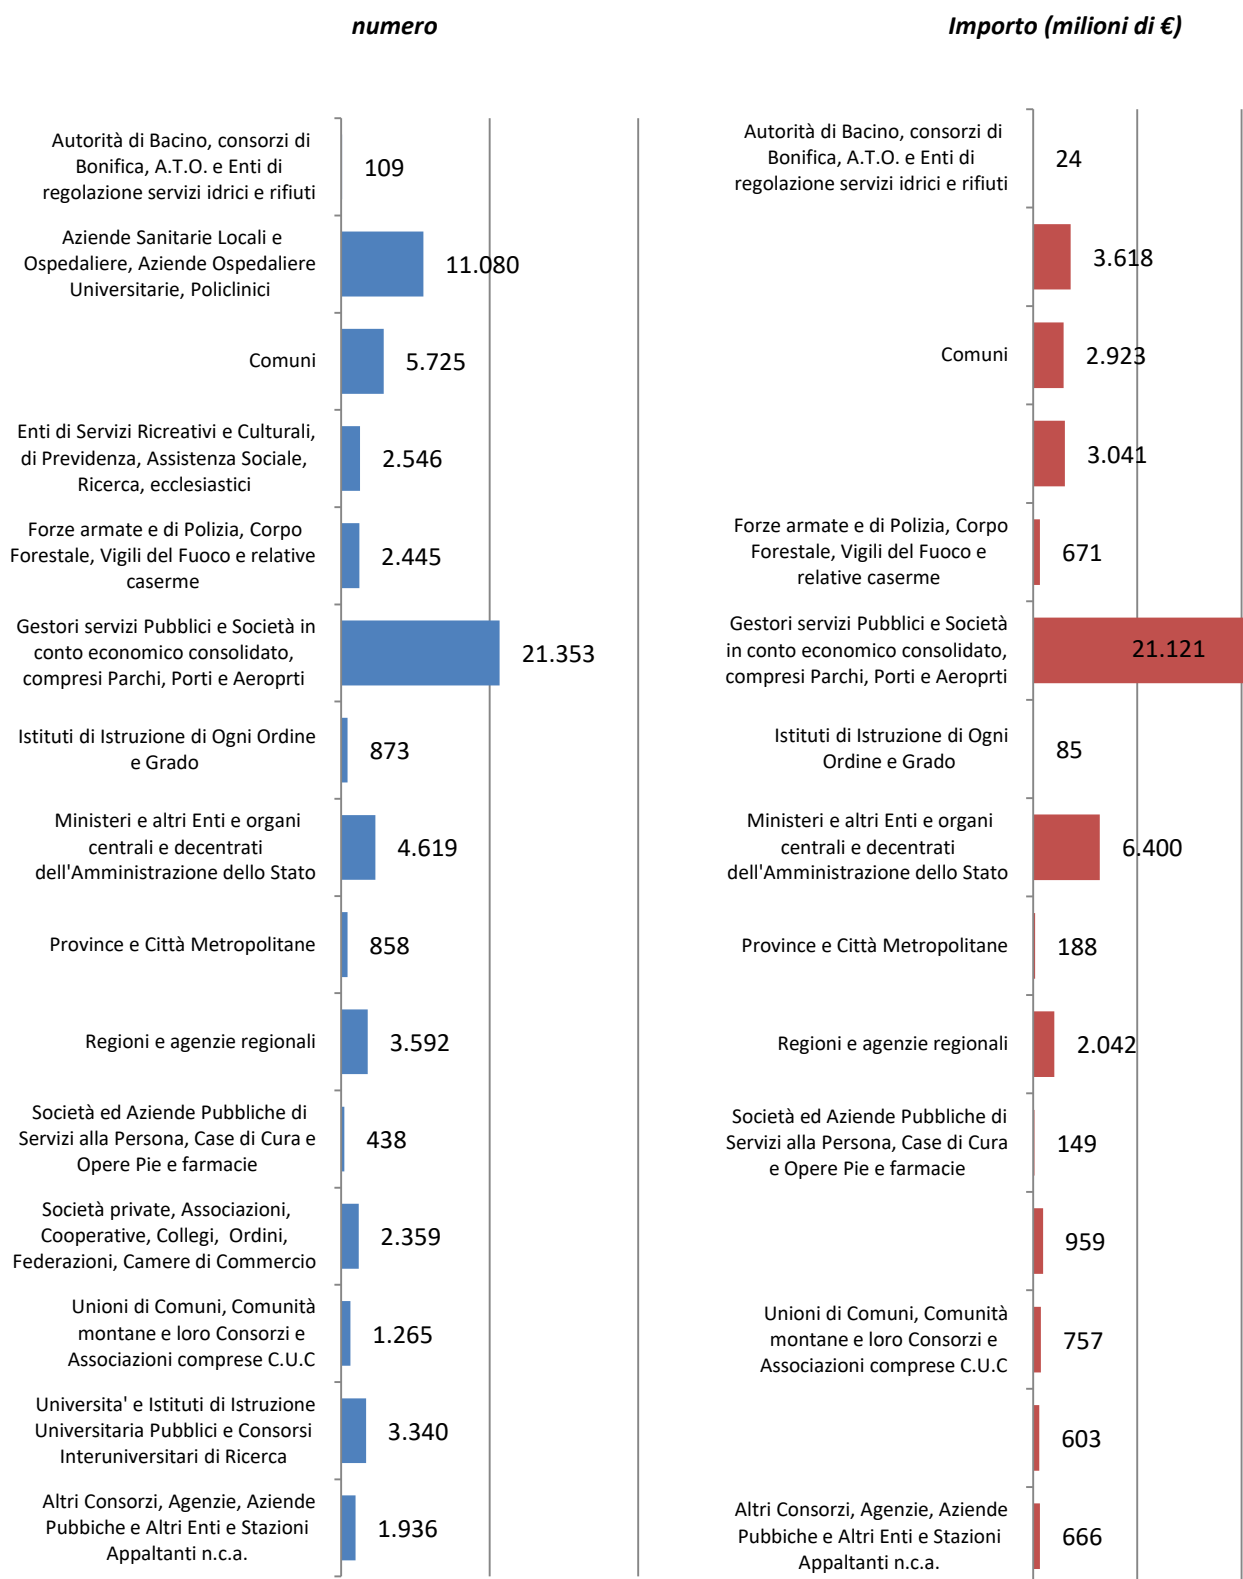 numero
Importo (milioni di €)
Autorità di Bacino, consorzi di
Bonifica, A.T.O. e Enti di
regolazione servizi idrici e rifiuti
109
Aziende Sanitarie Locali e
Ospedaliere, Aziende Ospedaliere
Universitarie, Policlinici
11.080
Comuni
5.725
Enti di Servizi Ricreativi e Culturali,
di Previdenza, Assistenza Sociale,
Ricerca, ecclesiastici
2.546
Forze armate e di Polizia, Corpo
Forestale, Vigili del Fuoco e relative
caserme
2.445
Gestori servizi Pubblici e Società in
conto economico consolidato,
compresi Parchi, Porti e Aeroprti
21.353
Istituti di Istruzione di Ogni Ordine
e Grado
873
Ministeri e altri Enti e organi
centrali e decentrati
dell'Amministrazione dello Stato
4.619
Province e Città Metropolitane
858
Regioni e agenzie regionali
3.592
Società ed Aziende Pubbliche di
Servizi alla Persona, Case di Cura e
Opere Pie e farmacie
438
Società private, Associazioni,
Cooperative, Collegi,  Ordini,
Federazioni, Camere di Commercio
2.359
Unioni di Comuni, Comunità
montane e loro Consorzi e
Associazioni comprese C.U.C
1.265
Universita' e Istituti di Istruzione
Universitaria Pubblici e Consorsi
Interuniversitari di Ricerca
3.340
Altri Consorzi, Agenzie, Aziende
Pubbiche e Altri Enti e Stazioni
Appaltanti n.c.a.
1.936
Autorità di Bacino, consorzi di
Bonifica, A.T.O. e Enti di
regolazione servizi idrici e rifiuti
24
3.618
Comuni
2.923
3.041
Forze armate e di Polizia, Corpo
Forestale, Vigili del Fuoco e
relative caserme
671
Gestori servizi Pubblici e Società
in conto economico consolidato,
compresi Parchi, Porti e Aeroprti
21.121
Istituti di Istruzione di Ogni
Ordine e Grado
85
Ministeri e altri Enti e organi
centrali e decentrati
dell'Amministrazione dello Stato
6.400
Province e Città Metropolitane
188
Regioni e agenzie regionali
2.042
Società ed Aziende Pubbliche di
Servizi alla Persona, Case di Cura
e Opere Pie e farmacie
149
959
Unioni di Comuni, Comunità
montane e loro Consorzi e
Associazioni comprese C.U.C
757
603
Altri Consorzi, Agenzie, Aziende
Pubbiche e Altri Enti e Stazioni
Appaltanti n.c.a.
666